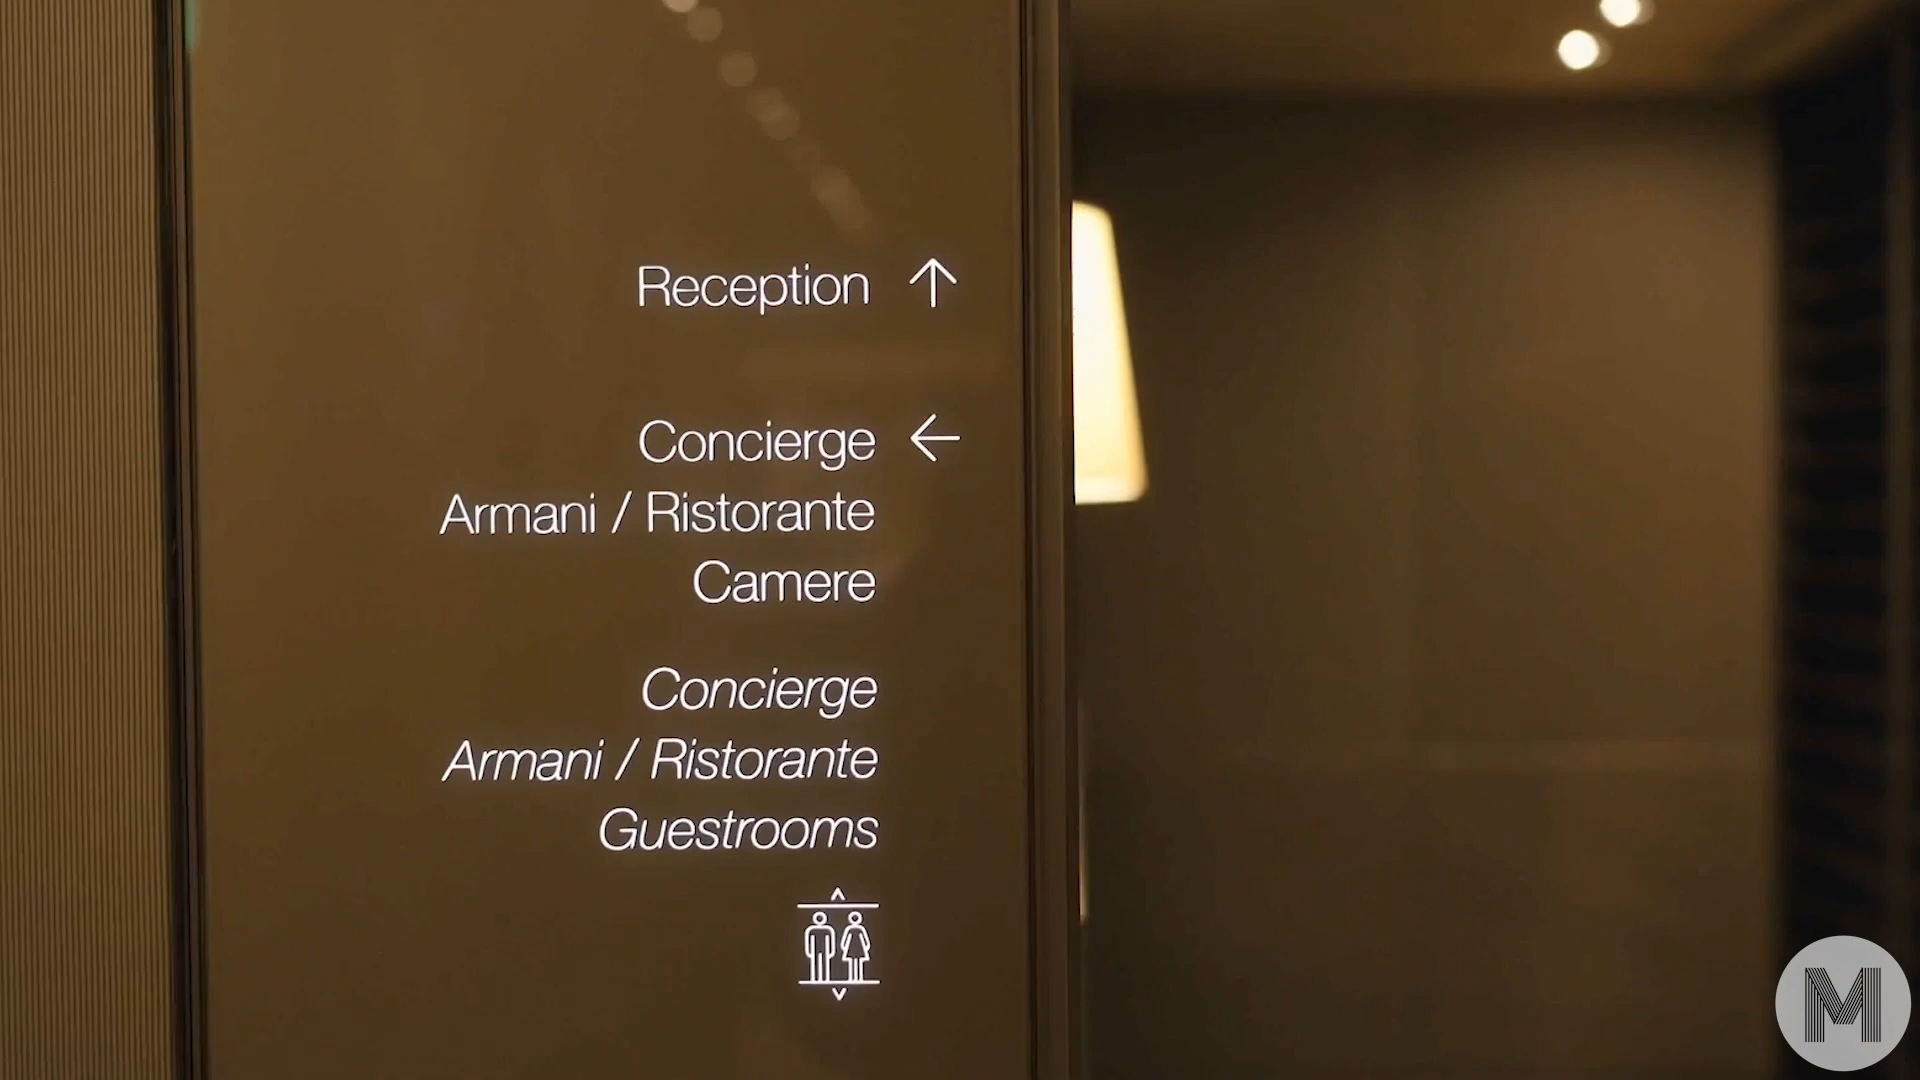 Reception ↑
Concierge ←
Armani / Ristorante
Camere
Concierge
Armani / Ristorante
Guestrooms
M